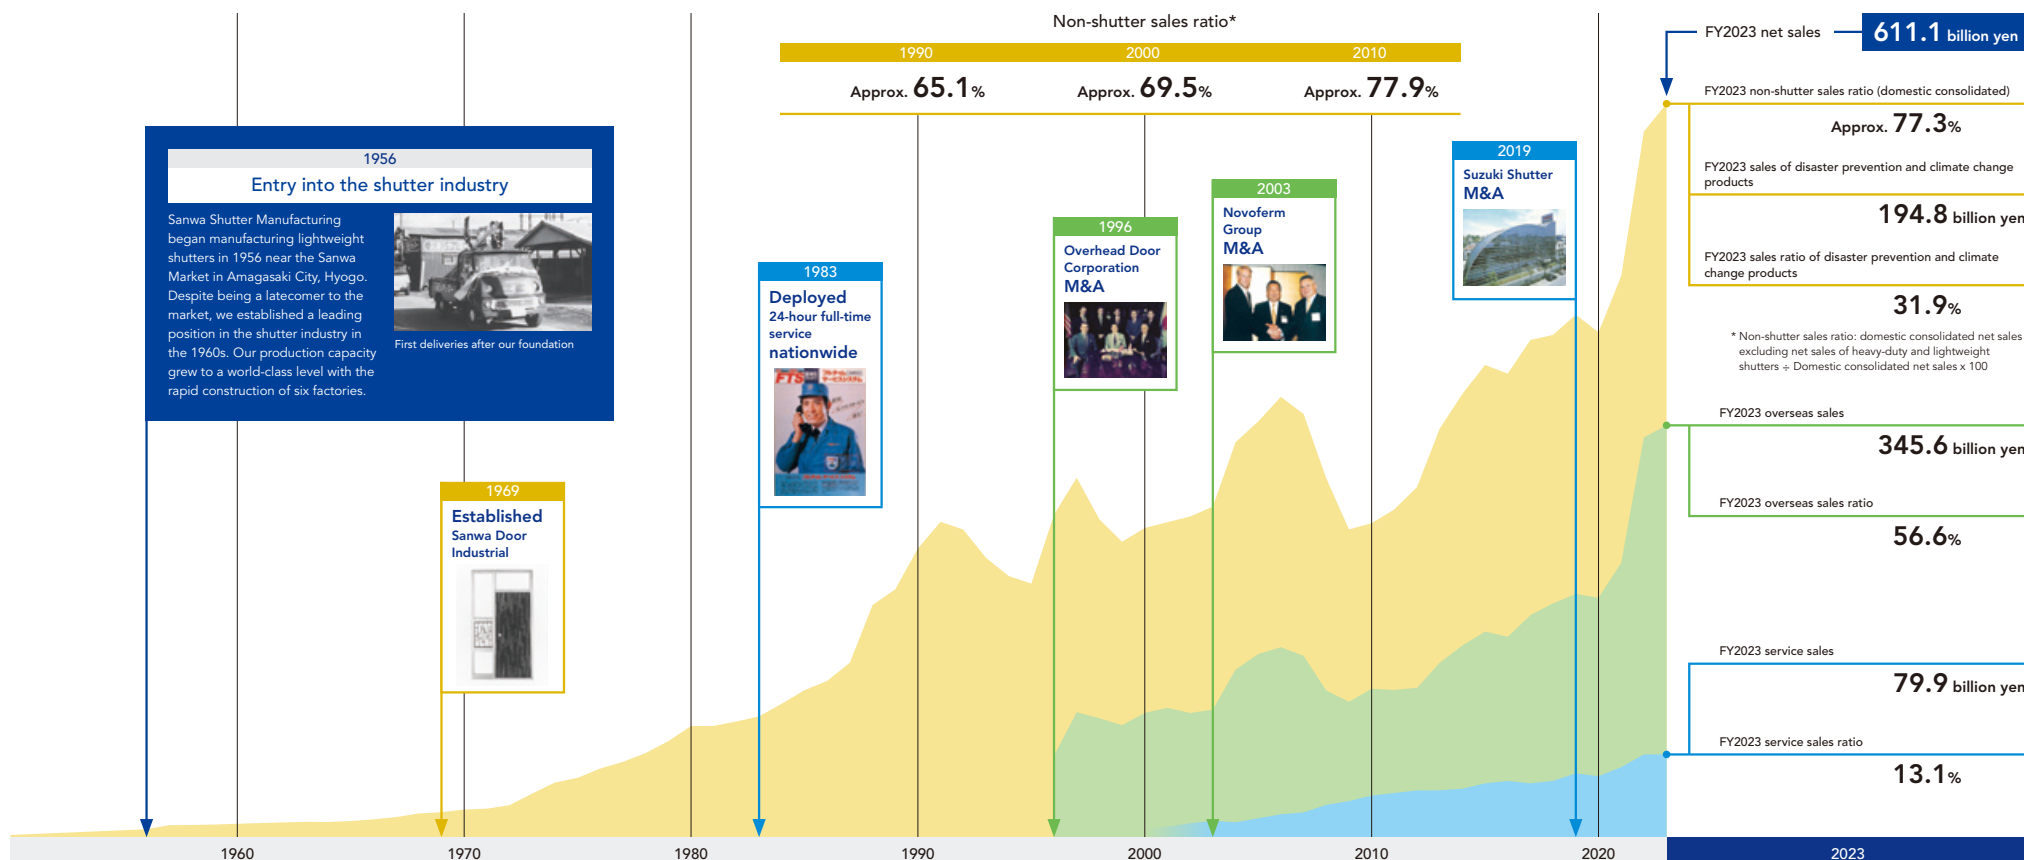 Non-shutter sales ratio*
1990
2000
2010
Approx. 65.1%
Approx. 69.5%
Approx. 77.9%
1956
Entry into the shutter industry
Sanwa Shutter Manufacturing
began manufacturing lightweight
shutters in 1956 near the Sanwa
Market in Amagasaki City, Hyogo.
Despite being a latecomer to the
market, we established a leading
position in the shutter industry in
the 1960s. Our production capacity
grew to a world-class level with the
rapid construction of six factories.
First deliveries after our foundation
1969
Established
Sanwa Door
Industrial
1983
Deployed
24-hour full-time
service
nationwide
FTS
1996
Overhead Door
Corporation
M&A
2003
Novoferm
Group
M&A
2019
Suzuki Shutter
M&A
FY2023 net sales
611.1 billion yen
FY2023 non-shutter sales ratio (domestic consolidated)
Approx. 77.3%
FY2023 sales of disaster prevention and climate change
products
194.8 billion yen
FY2023 sales ratio of disaster prevention and climate
change products
31.9%
* Non-shutter sales ratio: domestic consolidated net sales
excluding net sales of heavy-duty and lightweight
shutters ÷ Domestic consolidated net sales x 100
FY2023 overseas sales
345.6 billion yen
FY2023 overseas sales ratio
56.6%
FY2023 service sales
79.9 billion yen
FY2023 service sales ratio
13.1%
1960
1970
1980
1990
2000
2010
2020
2023